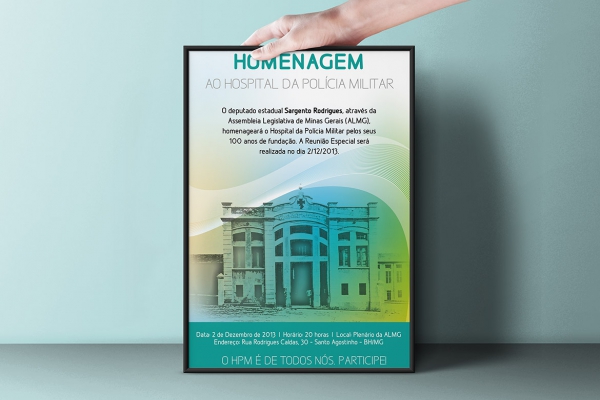 HOMENAGEM
AO HOSPITAL DA POLÍCIA MILITAR
O deputado estadual Sargento Rodrigues, através da
Assembleia Legislativa de Minas Gerais (ALMG),
homenageará o Hospital da Polícia Militar pelos seus
100 anos de fundação. A Reunião Especial será
realizada no dia 2/12/2013.
Data: 2 de Dezembro de 2013 | Horário: 20 horas | Local: Plenário da ALMG
Endereço: Rua Rodrigues Caldas, 30 - Santo Agostinho - BH/MG
O HPM É DE TODOS NÓS. PARTICIPE!